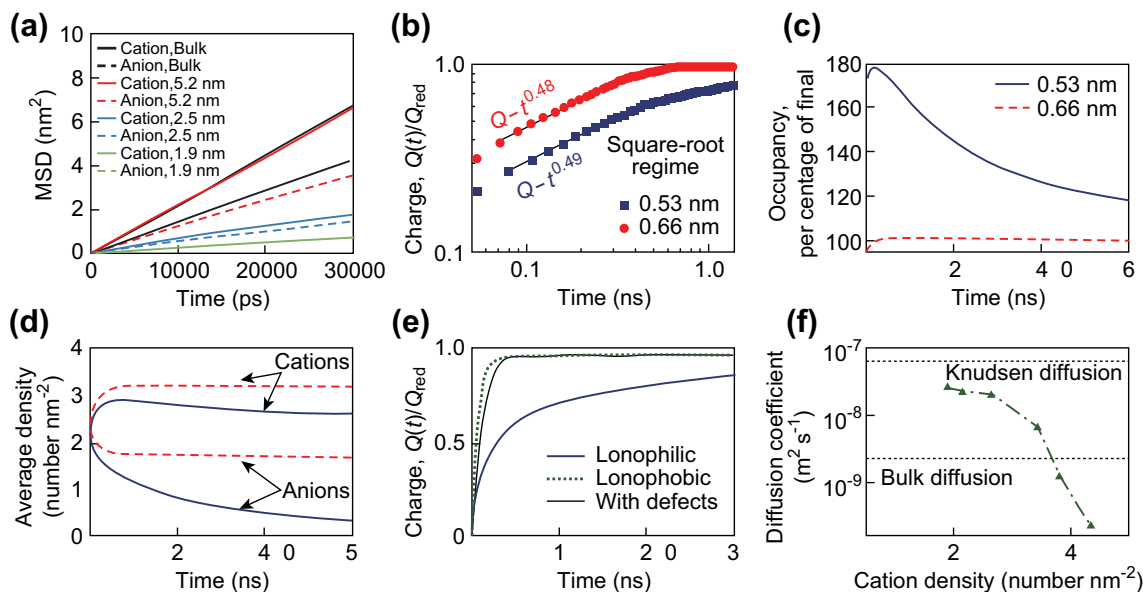 (a)
MSD (nm²)
10
8
6
4
2
0
Cation,Bulk
Anion,Bulk
Cation,5.2 nm
Anion,5.2 nm
Cation,2.5 nm
Anion,2.5 nm
Cation,1.9 nm
Anion,1.9 nm
0 10000 20000 30000
Time (ps)
(b)
Charge, Q(t)/Qred
1.0
0.1
Q~t^0.48
Q~t^0.49
Square-root
regime
0.53 nm
0.66 nm
0.1 1.0
Time (ns)
(c)
Occupancy,
per centage of final
180
160
140
120
100
0.53 nm
0.66 nm
2 4 0 6
Time (ns)
(d)
Average density
(number nm⁻²)
4
3
2
1
0
Cations
Anions
2 4 0 5
Time (ns)
(e)
Charge, Q(t)/Qred
1.0
0.5
0
Lonophilic
Lonophobic
With defects
1 2 0 3
Time (ns)
(f)
Diffusion coefficient
(m² s⁻¹)
10⁻⁷
10⁻⁸
10⁻⁹
Knudsen diffusion
Bulk diffusion
2 4
Cation density (number nm⁻²)